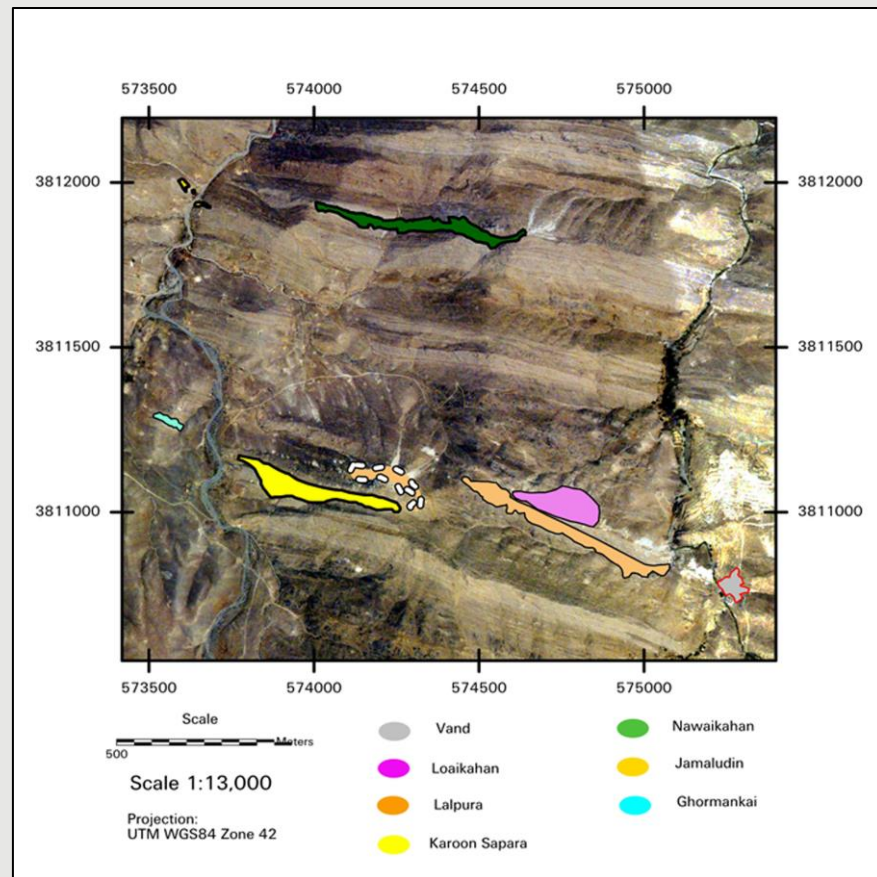 573500 574000 574500 575000
3812000 3812000
3811500 3811500
3811000 3811000
573500 574000 574500 575000
Scale
Meters
500
Scale 1:13,000
Projection:
UTM WGS84 Zone 42
Vand
Loaikahan
Lalpura
Karoon Sapara
Nawaikahan
Jamaludin
Ghormankai